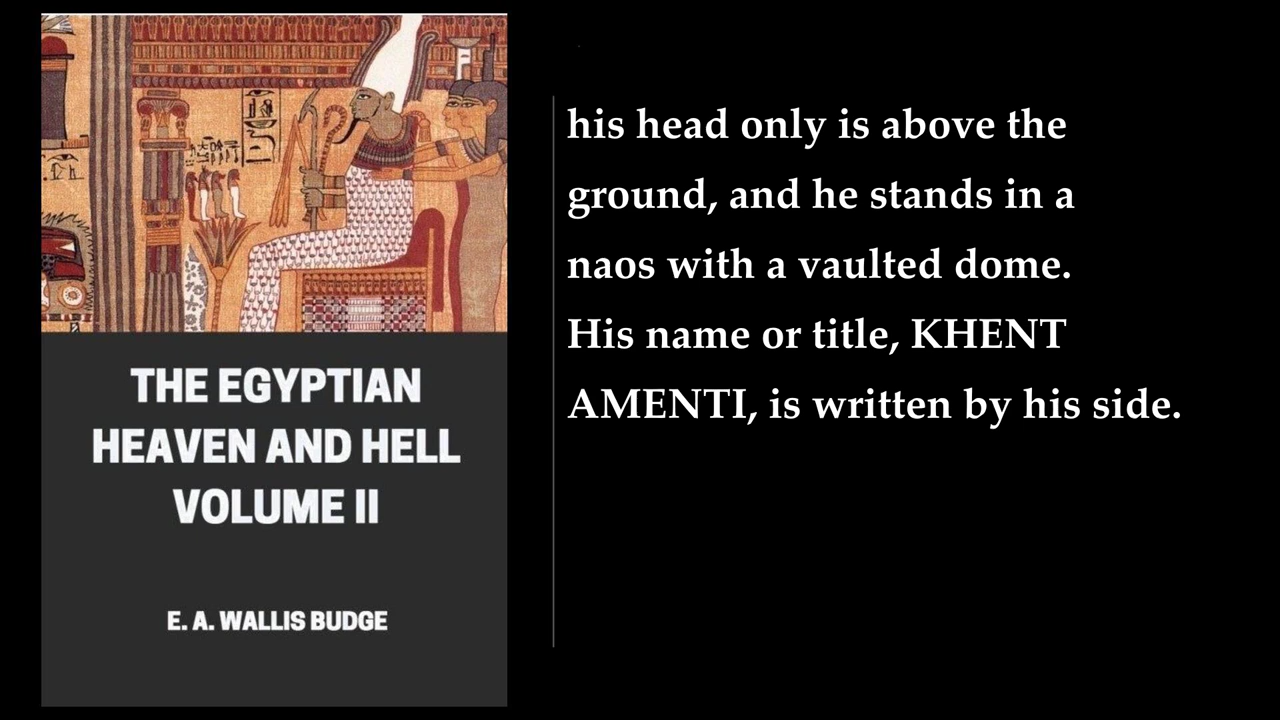 THE EGYPTIAN
HEAVEN AND HELL
VOLUME II
E. A. WALLIS BUDGE
his head only is above the
ground, and he stands in a
naos with a vaulted dome.
His name or title, KHENT
AMENTI, is written by his side.